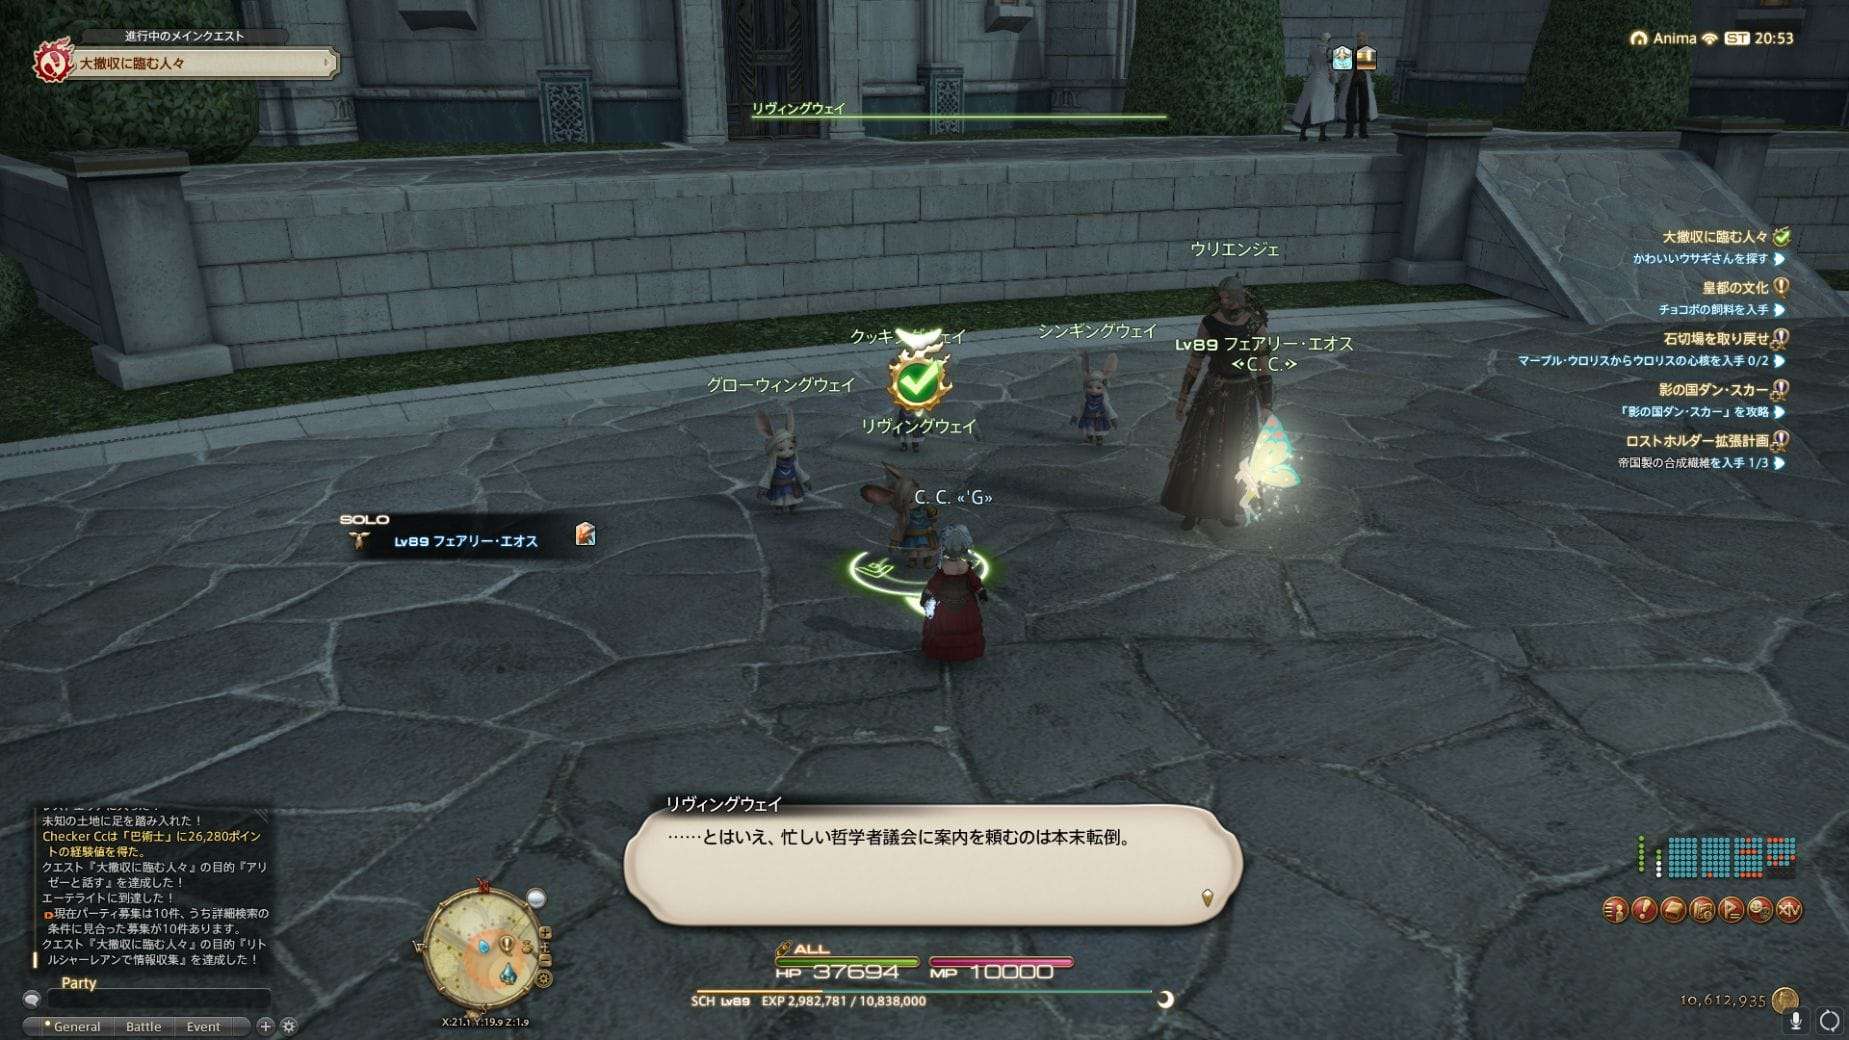 進行中のメインクエスト
大撤収に臨む人々
Anima ST 20:53
リヴィングウェイ
大撤収に臨む人々
かわいいウサギさんを探す
皇都の文化
チョコボの飼料を入手
石切場を取り戻せ
マーブル・ウロリスからウロリスの心核を入手 0/2
影の国ダン・スカー
「影の国ダン・スカー」を攻略
ロストホルダー拡張計画
帝国製の合成繊維を入手 1/3
ウリエンジェ
シンギングウェイ
Lv89 フェアリー・エオス
<C. C.>
グローウィングウェイ
リヴィングウェイ
C. C. «'G»
SOLO
Lv89 フェアリー・エオス
リヴィングウェイ
……とはいえ、忙しい哲学者議会に案内を頼むのは本末転倒。
未知の土地に足を踏み入れた！
Checker Ccは「巴術士」に26,280ポイン
トの経験値を得た。
クエスト『大撤収に臨む人々』の目的『アリ
ゼーと話す』を達成した！
エーテライトに到達した！
現在パーティ募集は10件、うち詳細検索の
条件に見合った募集が10件あります。
クエスト『大撤収に臨む人々』の目的『リト
ルシャーレアンで情報収集』を達成した！
Party
General Battle Event
X:21.1 Y:19.9 Z:1.9
ALL
HP 37694 MP 10000
SCH Lv89 EXP 2,982,781 / 10,838,000
10,612,935
XIV